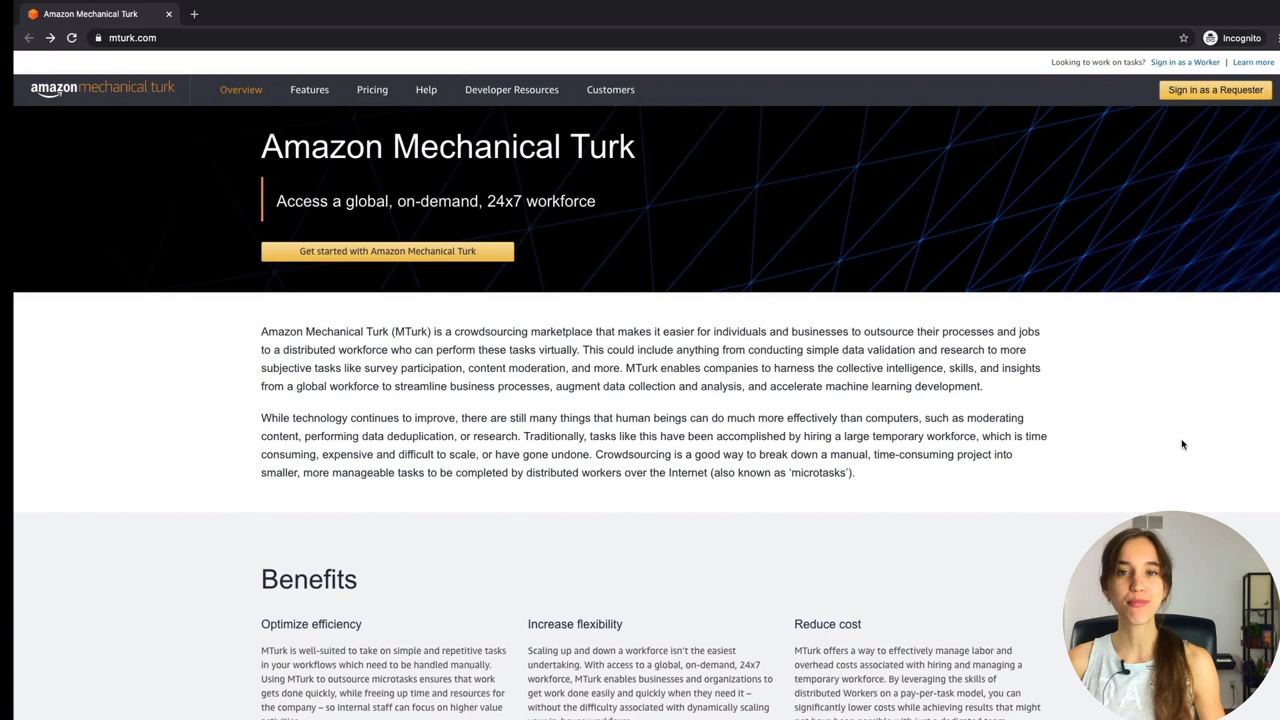 Amazon Mechanical Turk
mturk.com
Incognito
Looking to work on tasks? Sign in as a Worker | Learn more
amazon mechanical turk
Overview Features Pricing Help Developer Resources Customers
Sign in as a Requester
Amazon Mechanical Turk
Access a global, on-demand, 24x7 workforce
Get started with Amazon Mechanical Turk
Amazon Mechanical Turk (MTurk) is a crowdsourcing marketplace that makes it easier for individuals and businesses to outsource their processes and jobs
to a distributed workforce who can perform these tasks virtually. This could include anything from conducting simple data validation and research to more
subjective tasks like survey participation, content moderation, and more. MTurk enables companies to harness the collective intelligence, skills, and insights
from a global workforce to streamline business processes, augment data collection and analysis, and accelerate machine learning development.
While technology continues to improve, there are still many things that human beings can do much more effectively than computers, such as moderating
content, performing data deduplication, or research. Traditionally, tasks like this have been accomplished by hiring a large temporary workforce, which is time
consuming, expensive and difficult to scale, or have gone undone. Crowdsourcing is a good way to break down a manual, time-consuming project into
smaller, more manageable tasks to be completed by distributed workers over the Internet (also known as ‘microtasks’).
Benefits
Optimize efficiency
MTurk is well-suited to take on simple and repetitive tasks
in your workflows which need to be handled manually.
Using MTurk to outsource microtasks ensures that work
gets done quickly, while freeing up time and resources for
the company – so internal staff can focus on higher value
Increase flexibility
Scaling up and down a workforce isn't the easiest
undertaking. With access to a global, on-demand, 24x7
workforce, MTurk enables businesses and organizations to
get work done easily and quickly when they need it –
without the difficulty associated with dynamically scaling
Reduce cost
MTurk offers a way to effectively manage labor and
overhead costs associated with hiring and managing a
temporary workforce. By leveraging the skills of
distributed Workers on a pay-per-task model, you can
significantly lower costs while achieving results that might